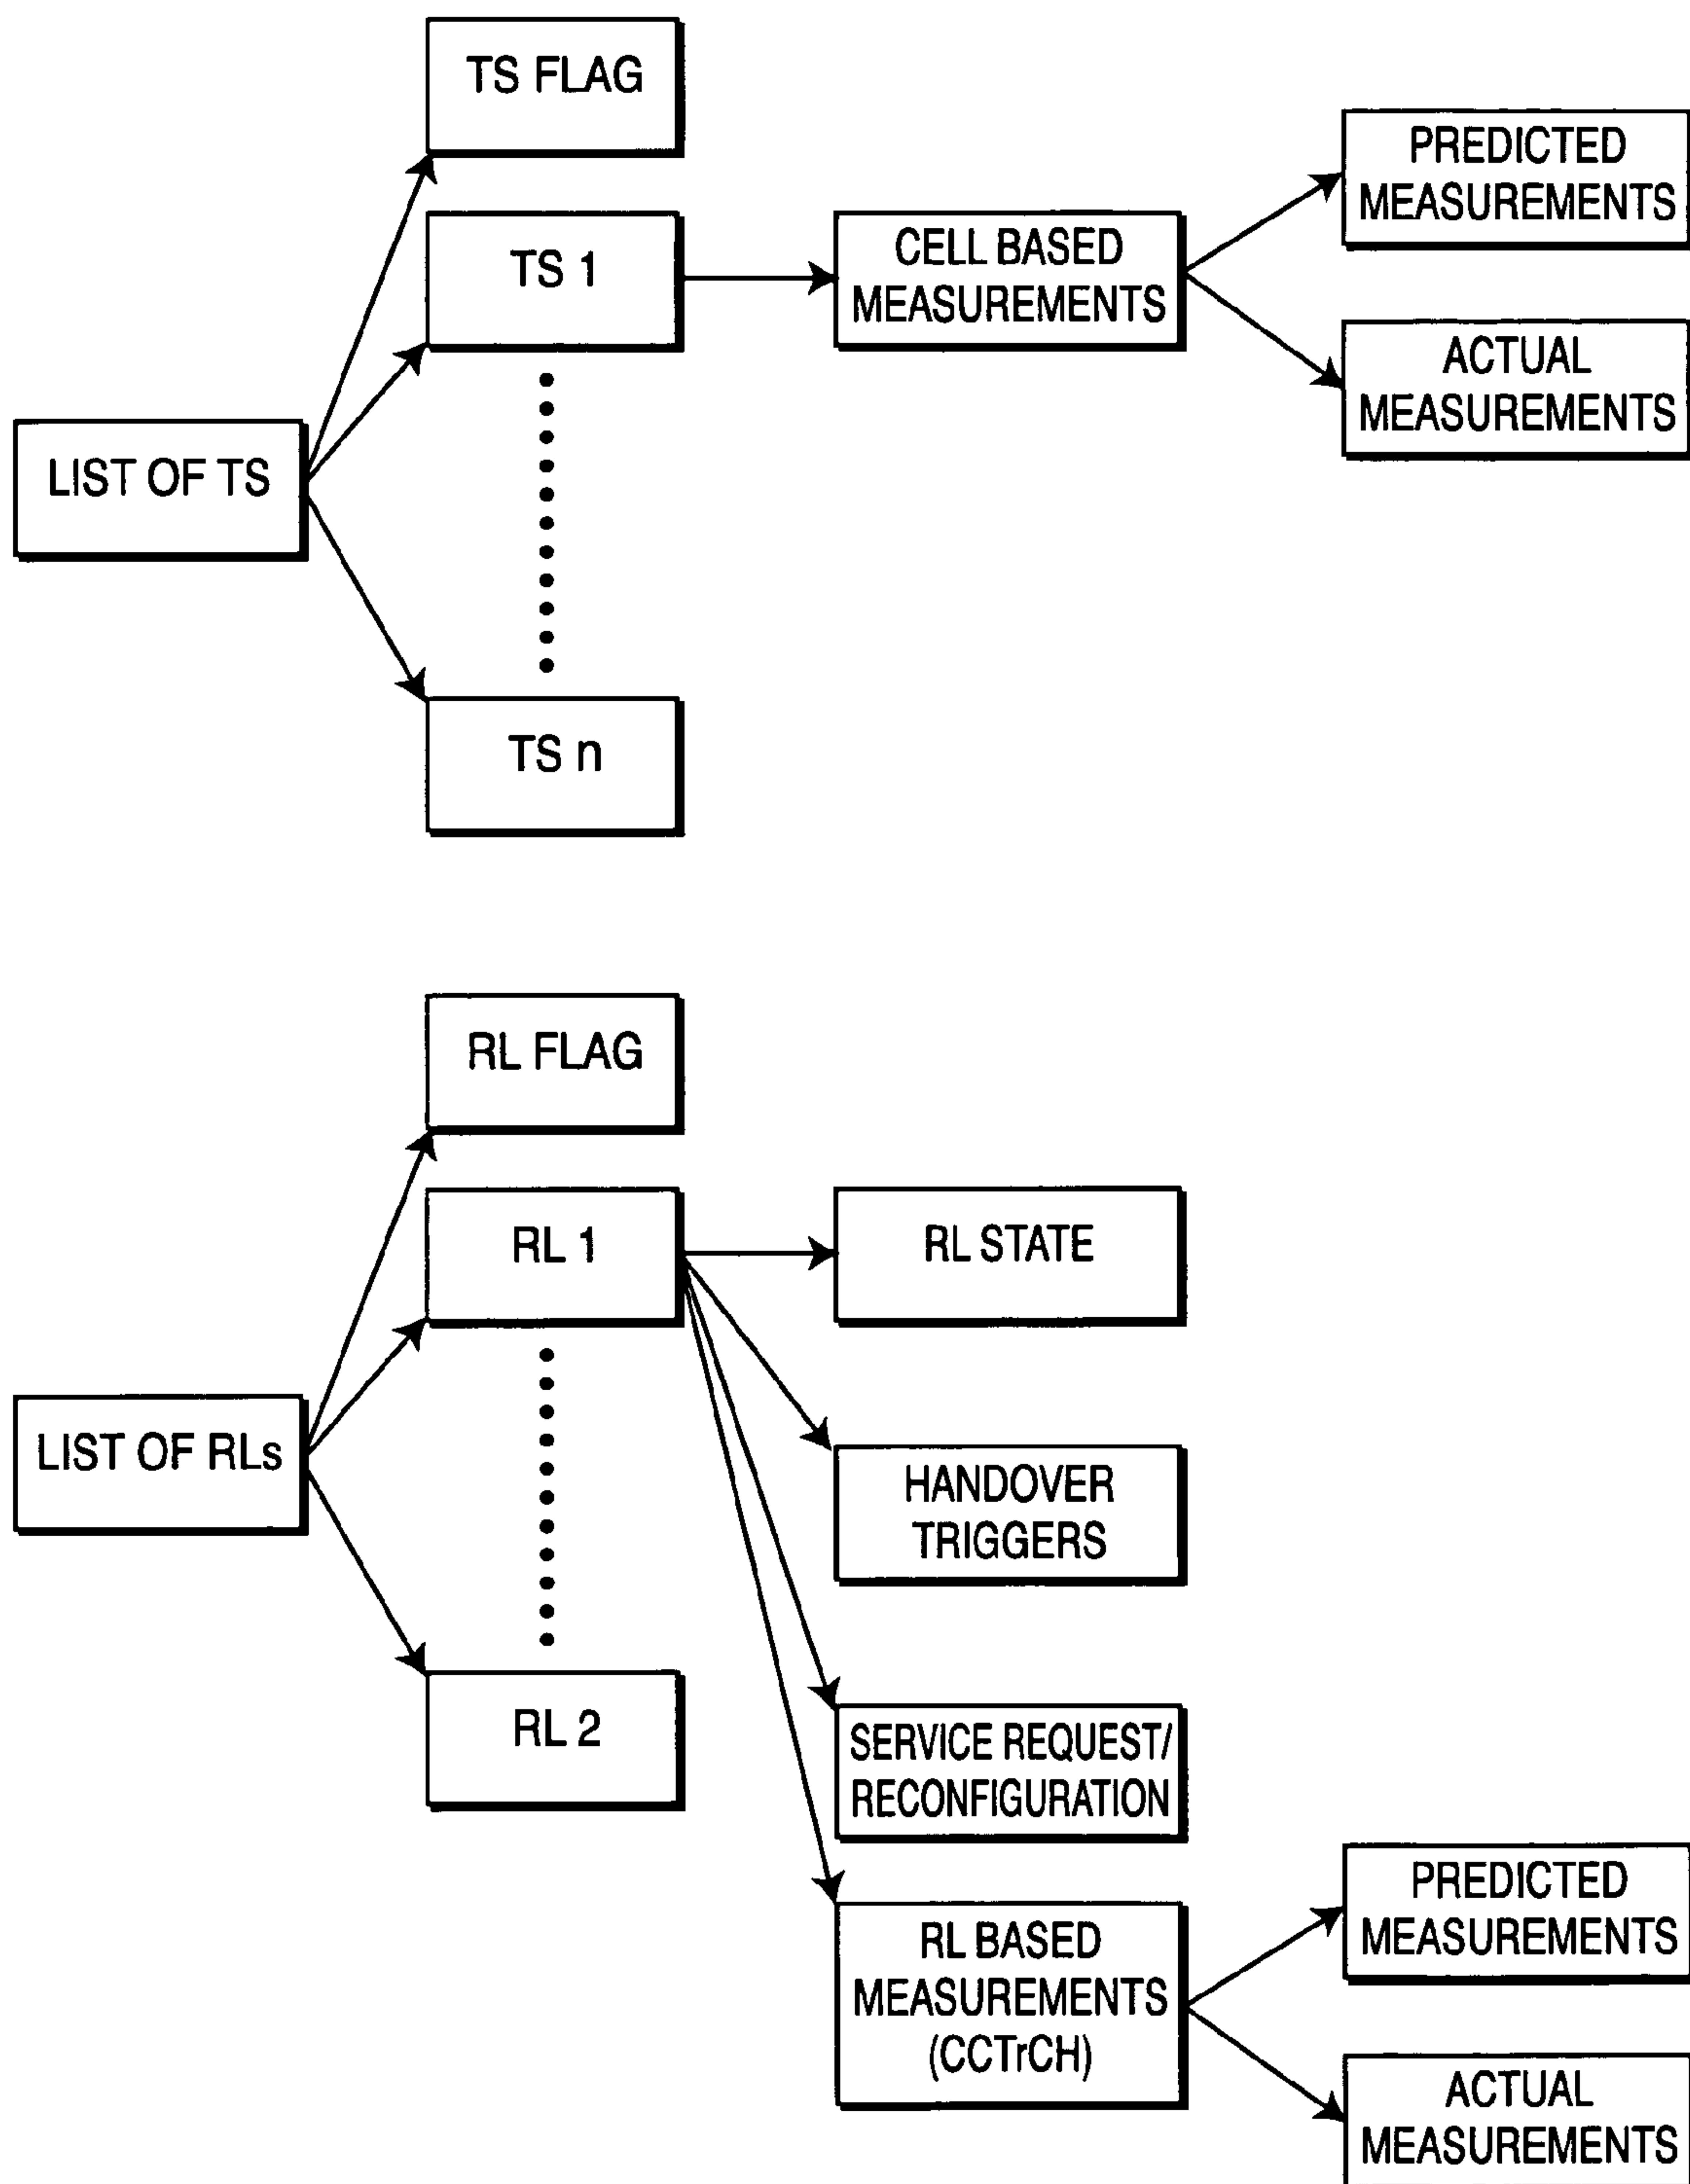 TS FLAG
TS 1
LIST OF TS
TS n
CELL BASED
MEASUREMENTS
PREDICTED
MEASUREMENTS
ACTUAL
MEASUREMENTS
RL FLAG
RL 1
LIST OF RLs
RL 2
RL STATE
HANDOVER
TRIGGERS
SERVICE REQUEST/
RECONFIGURATION
RL BASED
MEASUREMENTS
(CCTrCH)
PREDICTED
MEASUREMENTS
ACTUAL
MEASUREMENTS